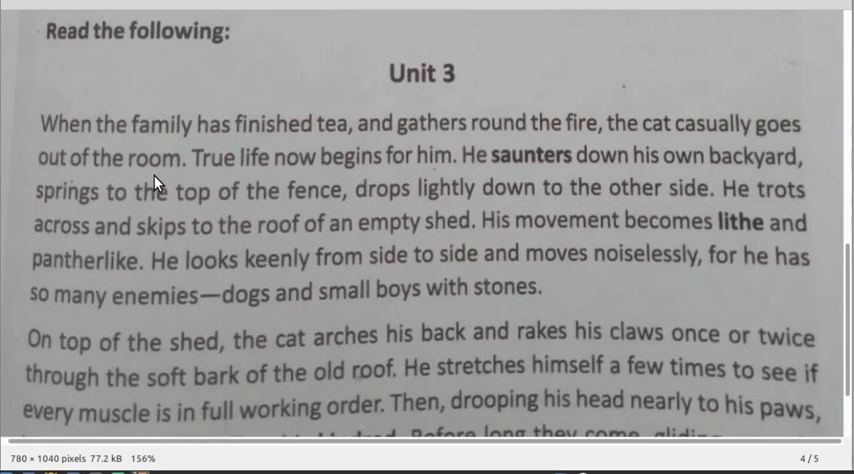 Read the following:
Unit 3
When the family has finished tea, and gathers round the fire, the cat casually goes
out of the room. True life now begins for him. He saunters down his own backyard,
springs to the top of the fence, drops lightly down to the other side. He trots
across and skips to the roof of an empty shed. His movement becomes lithe and
pantherlike. He looks keenly from side to side and moves noiselessly, for he has
so many enemies—dogs and small boys with stones.
On top of the shed, the cat arches his back and rakes his claws once or twice
through the soft bark of the old roof. He stretches himself a few times to see if
every muscle is in full working order. Then, drooping his head nearly to his paws,
Before long they come, gliding
780 × 1040 pixels 77.2 kB 156%
4 / 5